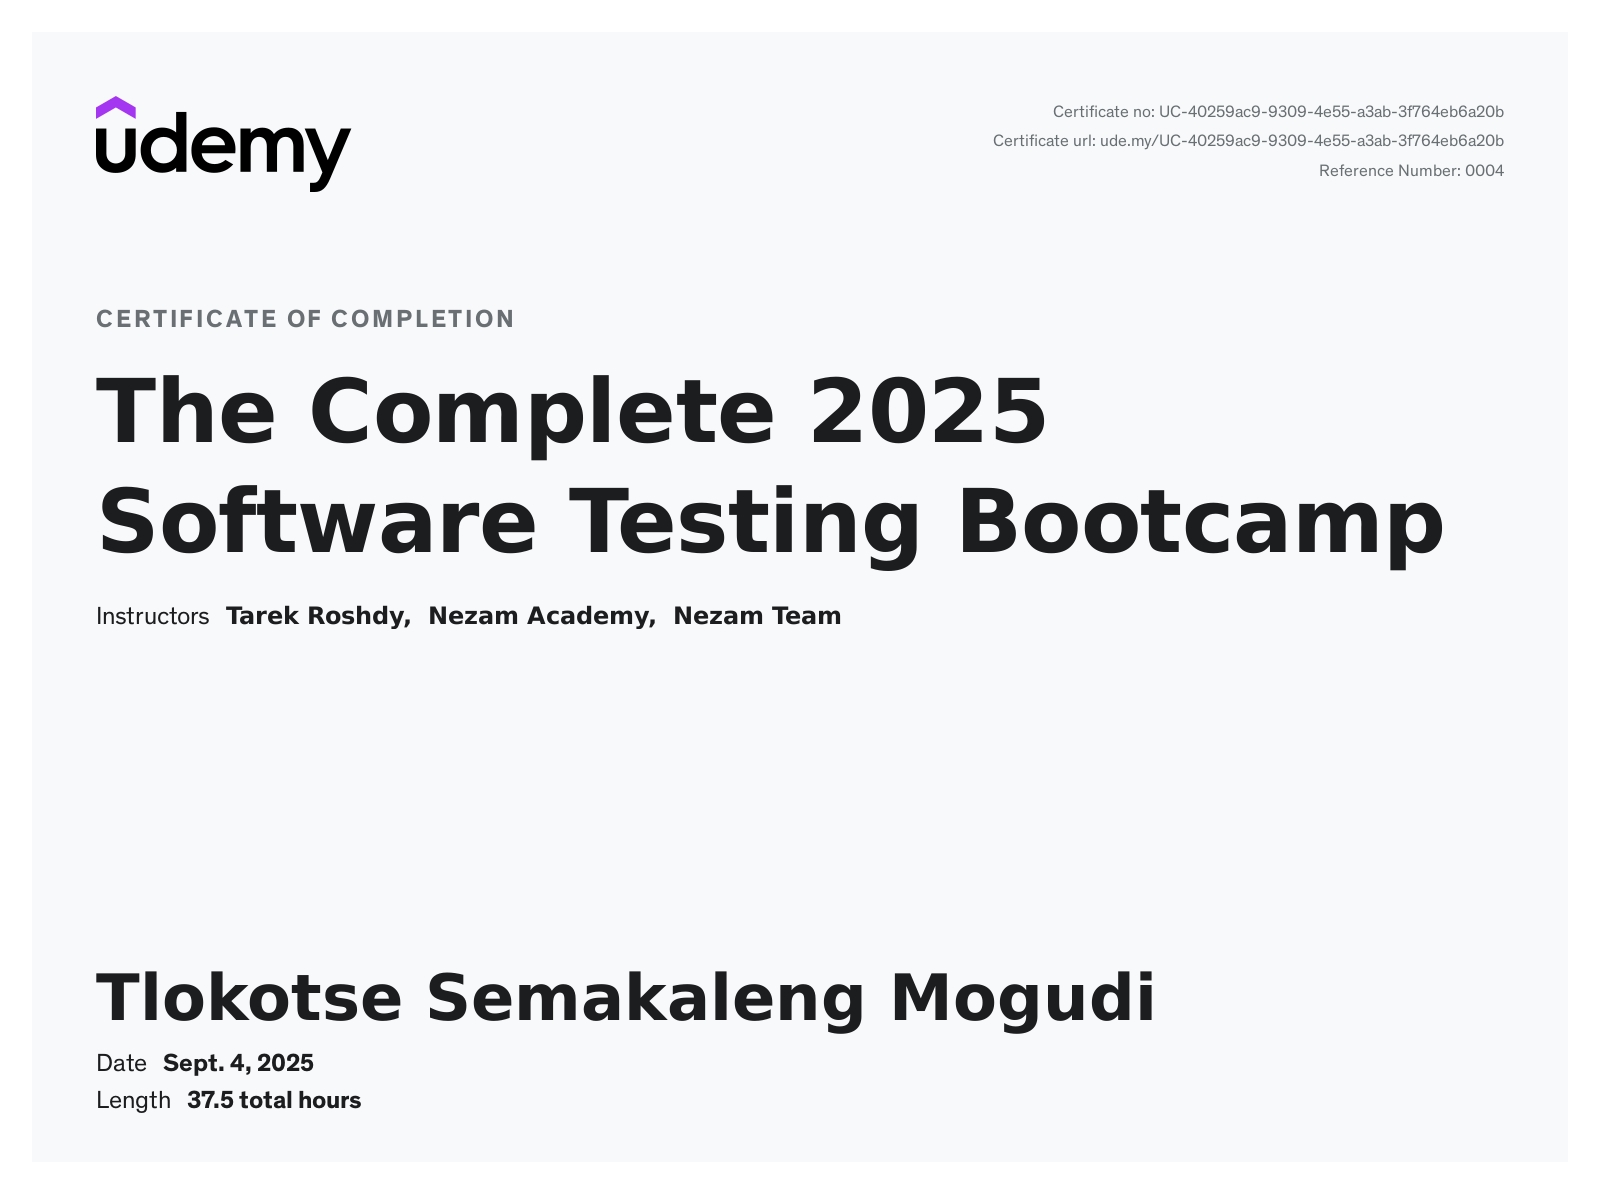 udemy
Certificate no: UC-40259ac9-9309-4e55-a3ab-3f764eb6a20b
Certificate url: ude.my/UC-40259ac9-9309-4e55-a3ab-3f764eb6a20b
Reference Number: 0004
CERTIFICATE OF COMPLETION
The Complete 2025
Software Testing Bootcamp
Instructors Tarek Roshdy, Nezam Academy, Nezam Team
Tlokotse Semakaleng Mogudi
Date Sept. 4, 2025
Length 37.5 total hours